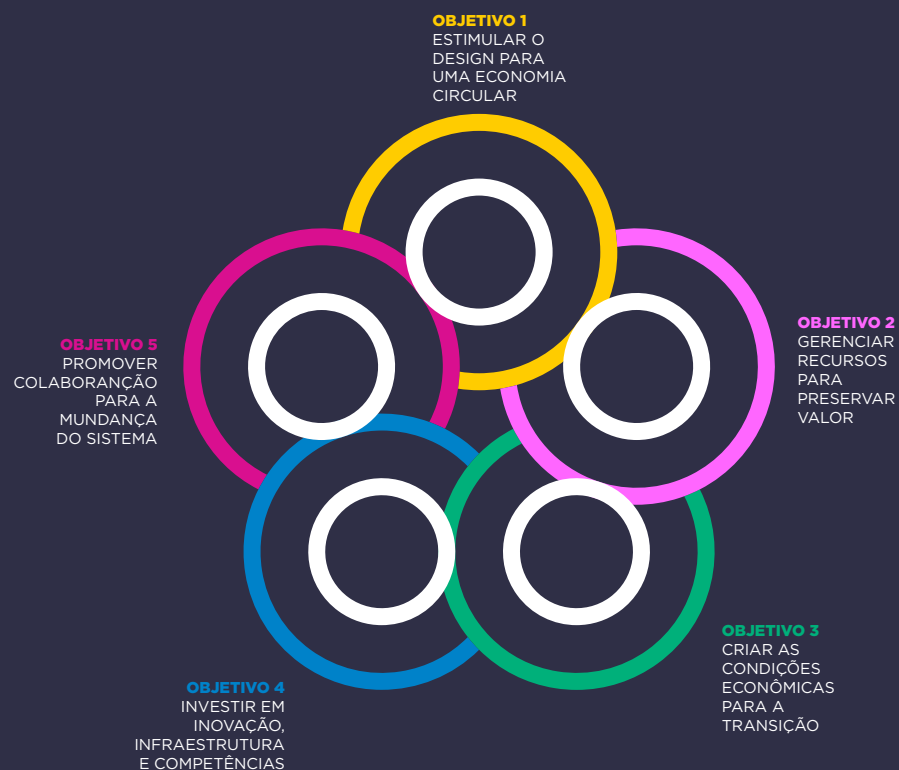 OBJETIVO 1
ESTIMULAR O
DESIGN PARA
UMA ECONOMIA
CIRCULAR
OBJETIVO 2
GERENCIAR
RECURSOS
PARA
PRESERVAR
VALOR
OBJETIVO 3
CRIAR AS
CONDIÇÕES
ECONÔMICAS
PARA A
TRANSIÇÃO
OBJETIVO 4
INVESTIR EM
INOVAÇÃO,
INFRAESTRUTURA
E COMPETÊNCIAS
OBJETIVO 5
PROMOVER
COLABORANÇÃO
PARA A
MUNDANÇA
DO SISTEMA